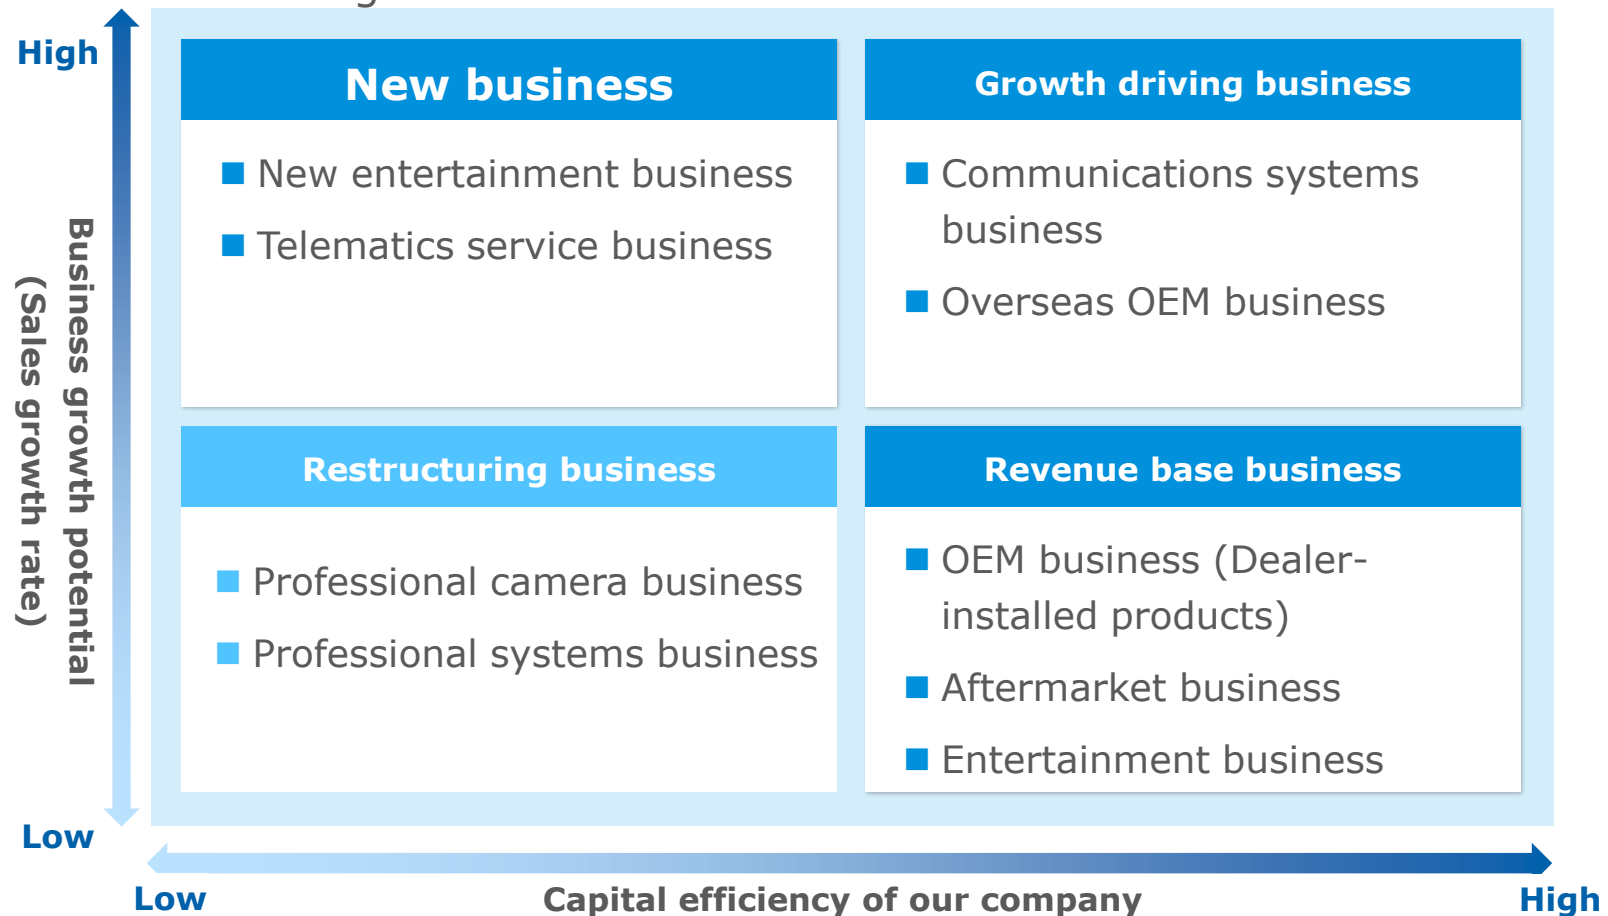 High
New business
New entertainment business
Telematics service business
Growth driving business
Communications systems
business
Overseas OEM business
Business growth potential
(Sales growth rate)
Restructuring business
Professional camera business
Professional systems business
Revenue base business
OEM business (Dealer-
installed products)
Aftermarket business
Entertainment business
Low
Low
Capital efficiency of our company
High